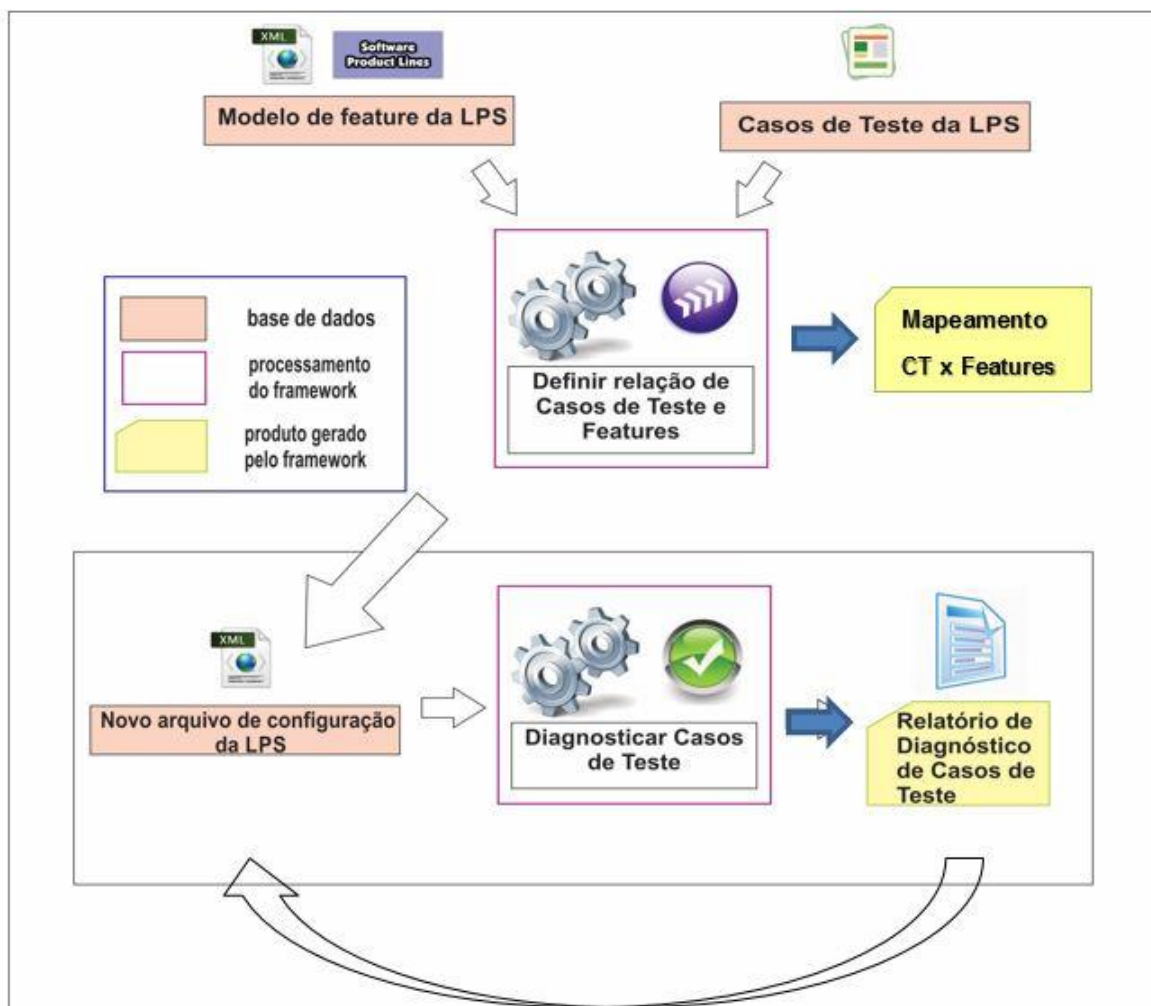 XML
Software
Product Lines
Modelo de feature da LPS
Casos de Teste da LPS
base de dados
processamento
do framework
produto gerado
pelo framework
Definir relação de
Casos de Teste e
Features
Mapeamento
CT x Features
XML
Novo arquivo de configuração
da LPS
Diagnosticar Casos
de Teste
Relatório de
Diagnóstico
de Casos de
Teste